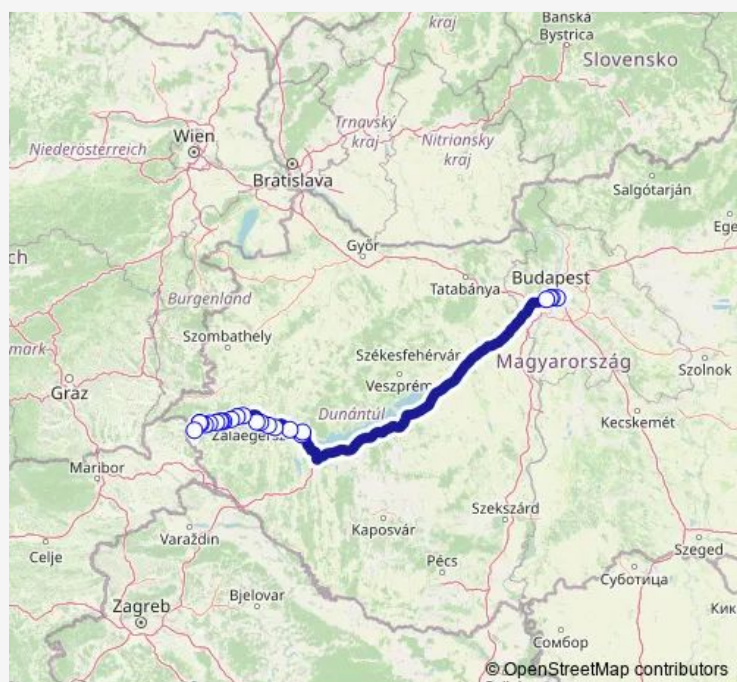 kraj
Banská
Bystrica
Slovensko
Trnavský
kraj
Nitriansky
kraj
Wien
Niederösterreich
Bratislava
Salgótarján
Ege
ch
Győr
Budapest
Tatabánya
Burgenland
Szombathely
Székesfehérvár
Veszprém
Magyarország
Szolnok
mark
Graz
Dunántúl
Kecskemét
Maribor
Varaždin
Kaposvár
Szekszárd
Celje
Pécs
Szeged
Суботица
Bjelovar
Zagreb
Сомбор
Кик
© OpenStreetMap contributors